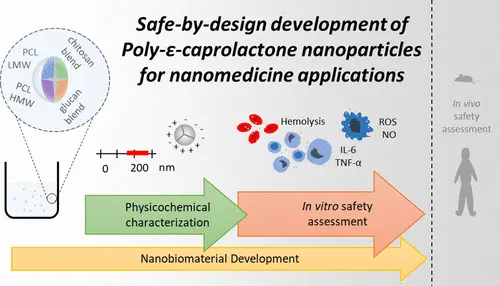 Safe-by-design development of
Poly-ε-caprolactone nanoparticles
for nanomedicine applications
PCL
LMW
chitosan
blend
PCL
HMW
glucan
blend
0 200 nm
Hemolysis
ROS
NO
IL-6
TNF-α
In vivo
safety
assessment
Physicochemical
characterization
In vitro safety
assessment
Nanobiomaterial Development